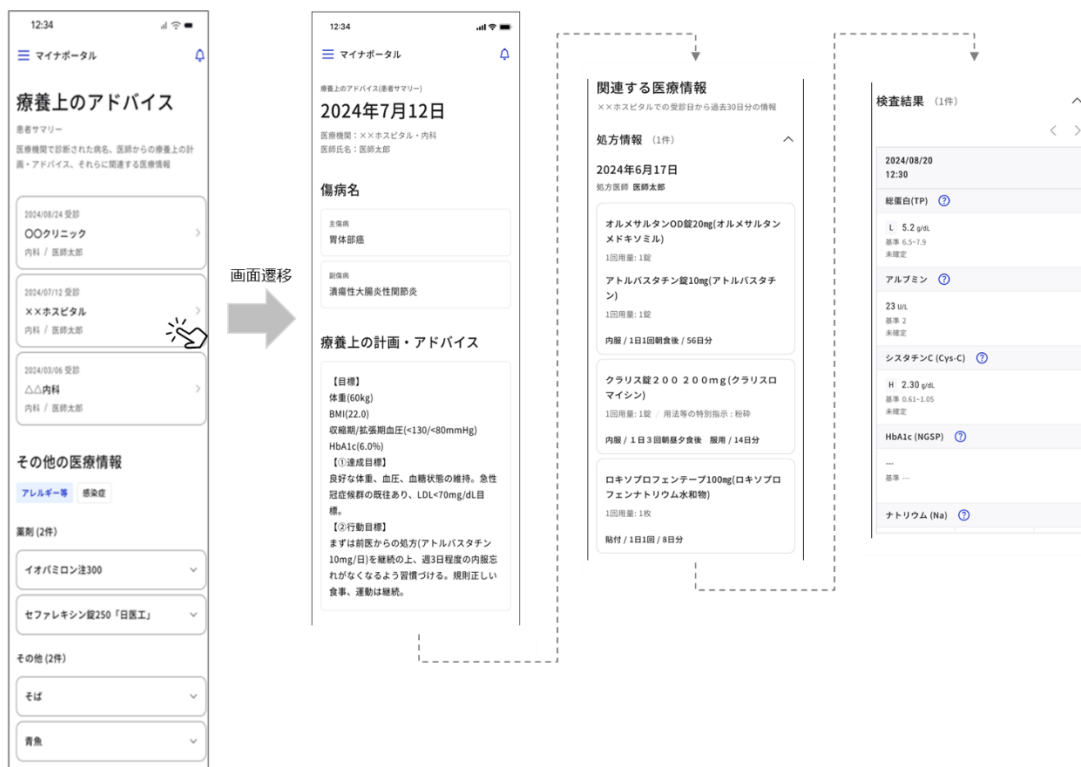 12:34
マイナポータル
療養上のアドバイス
患者サマリー
医療機関で診断された病名、医師からの療養上の計
画・アドバイス、それらに関連する医療情報
2024/08/24 受診
〇〇クリニック
内科 / 医師太郎
2024/07/12 受診
××ホスピタル
内科 / 医師太郎
2024/03/06 受診
△△内科
内科 / 医師太郎
その他の医療情報
アレルギー等 感染症
薬剤 (2件)
イオパミロン注300
セファレキシン錠250「日医工」
その他 (2件)
そば
青魚
画面遷移
12:34
マイナポータル
療養上のアドバイス(患者サマリー)
2024年7月12日
医療機関：××ホスピタル・内科
医師氏名：医師太郎
傷病名
主傷病
胃体部癌
副傷病
潰瘍性大腸炎性関節炎
療養上の計画・アドバイス
【目標】
体重(60kg)
BMI(22.0)
収縮期/拡張期血圧(<130/<80mmHg)
HbA1c(6.0%)
【①達成目標】
良好な体重、血圧、血糖状態の維持。急性
冠症候群の既往あり、LDL<70mg/dL目
標。
【②行動目標】
まずは前医からの処方(アトルバスタチン
10mg/日)を継続の上、週3日程度の内服忘
れがなくなるよう習慣づける。規則正しい
食事、運動は継続。
関連する医療情報
××ホスピタルでの受診日から過去30日分の情報
処方情報 （1件）
2024年6月17日
処方医師 医師太郎
オルメサルタンOD錠20mg(オルメサルタン
メドキソミル)
1回用量: 1錠
アトルバスタチン錠10mg(アトルバスタチ
ン)
1回用量: 1錠
内服 / 1日1回朝食後 / 56日分
クラリス錠２００ ２００ｍｇ(クラリスロ
マイシン)
1回用量: 1錠 / 用法等の特別指示 : 粉砕
内服 / １日３回朝昼夕食後 服用 / 14日分
ロキソプロフェンテープ100mg(ロキソプロ
フェンナトリウム水和物)
1回用量: 1枚
貼付 / 1日1回 / 8日分
検査結果 （1件）
2024/08/20
12:30
総蛋白(TP) ?
L 5.2 g/dL
基準 6.5-7.9
未確定
アルブミン ?
23 U/L
基準 2
未確定
シスタチンC (Cys-C) ?
H 2.30 g/dL
基準 0.61-1.05
未確定
HbA1c (NGSP) ?
---
基準 ---
ナトリウム (Na) ?